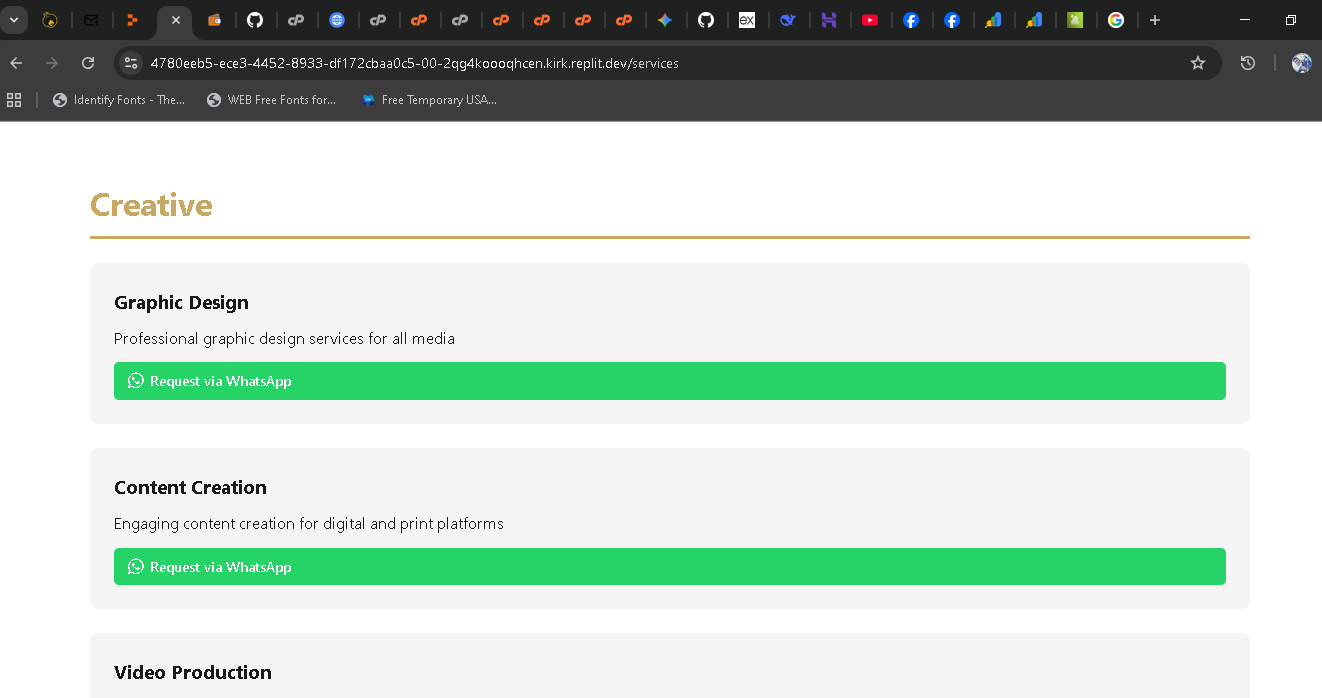 4780eeb5-ece3-4452-8933-df172cbaa0c5-00-2qg4koooqhcen.kirk.replit.dev/services
Identify Fonts - The... WEB Free Fonts for... Free Temporary USA...
Creative
Graphic Design
Professional graphic design services for all media
Request via WhatsApp
Content Creation
Engaging content creation for digital and print platforms
Request via WhatsApp
Video Production